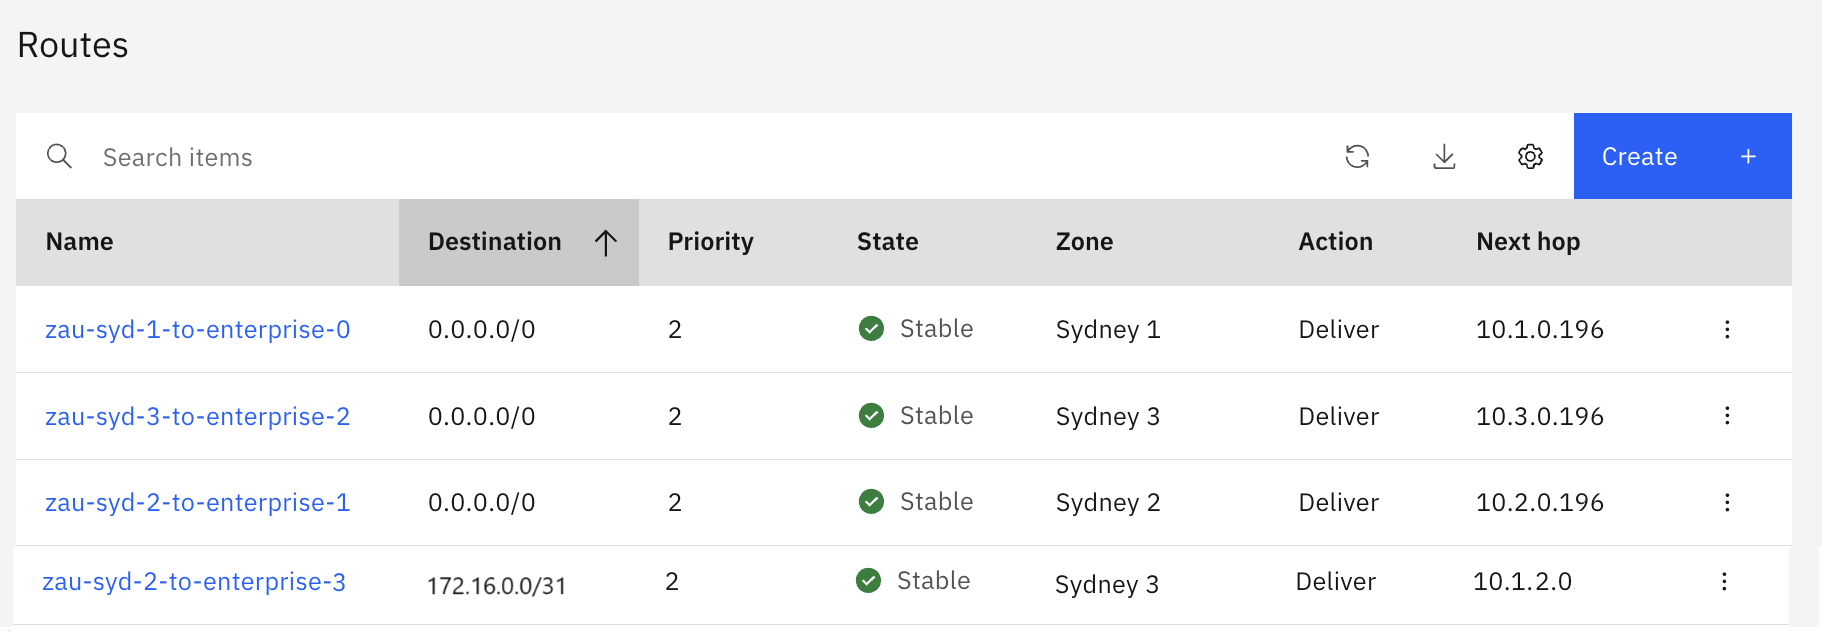 Routes
Search items Create +
Name Destination Priority State Zone Action Next hop
zau-syd-1-to-enterprise-0 0.0.0.0/0 2 Stable Sydney 1 Deliver 10.1.0.196
zau-syd-3-to-enterprise-2 0.0.0.0/0 2 Stable Sydney 3 Deliver 10.3.0.196
zau-syd-2-to-enterprise-1 0.0.0.0/0 2 Stable Sydney 2 Deliver 10.2.0.196
zau-syd-2-to-enterprise-3 172.16.0.0/31 2 Stable Sydney 3 Deliver 10.1.2.0